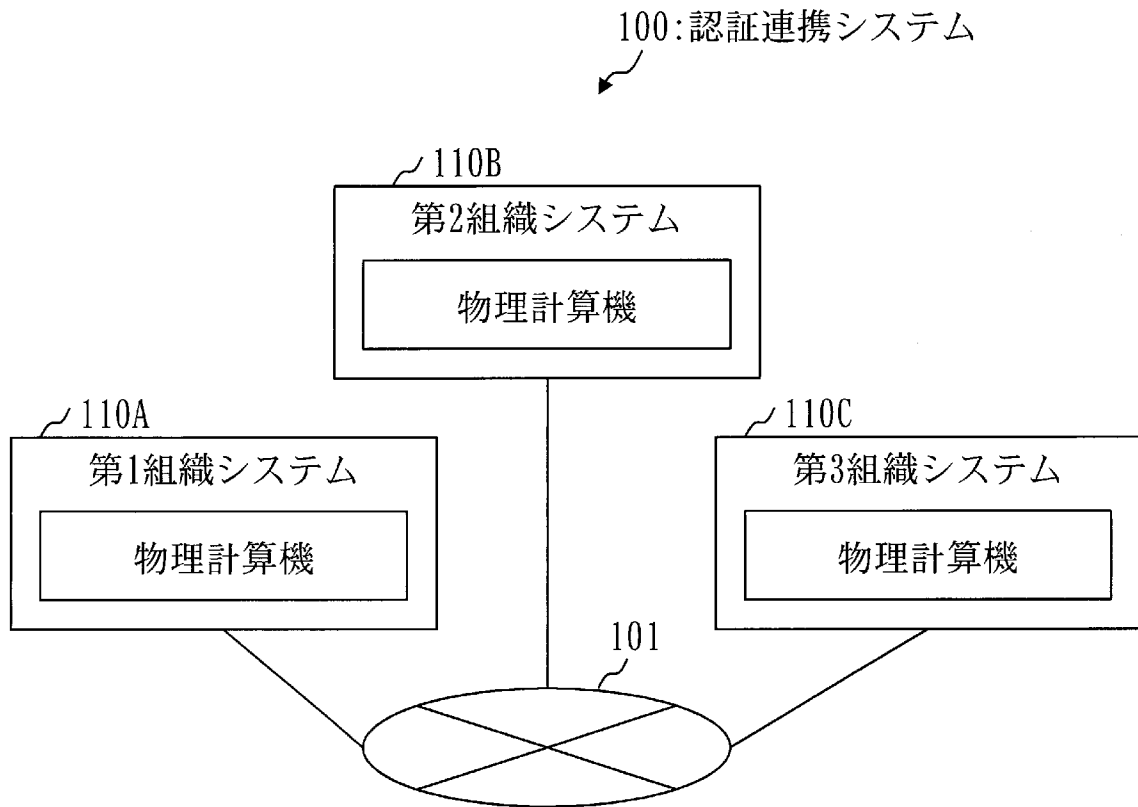 100:認証連携システム
110B
第2組織システム
物理計算機
110A
第1組織システム
物理計算機
110C
第3組織システム
物理計算機
101